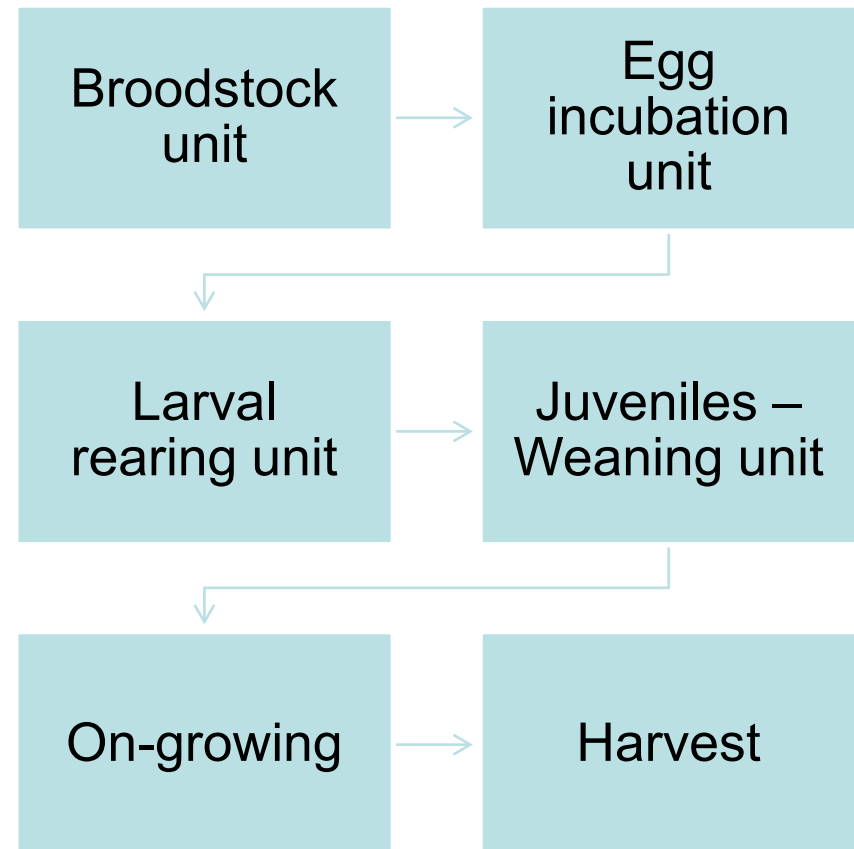 Broodstock
unit
Egg
incubation
unit
Larval
rearing unit
Juveniles –
Weaning unit
On-growing
Harvest